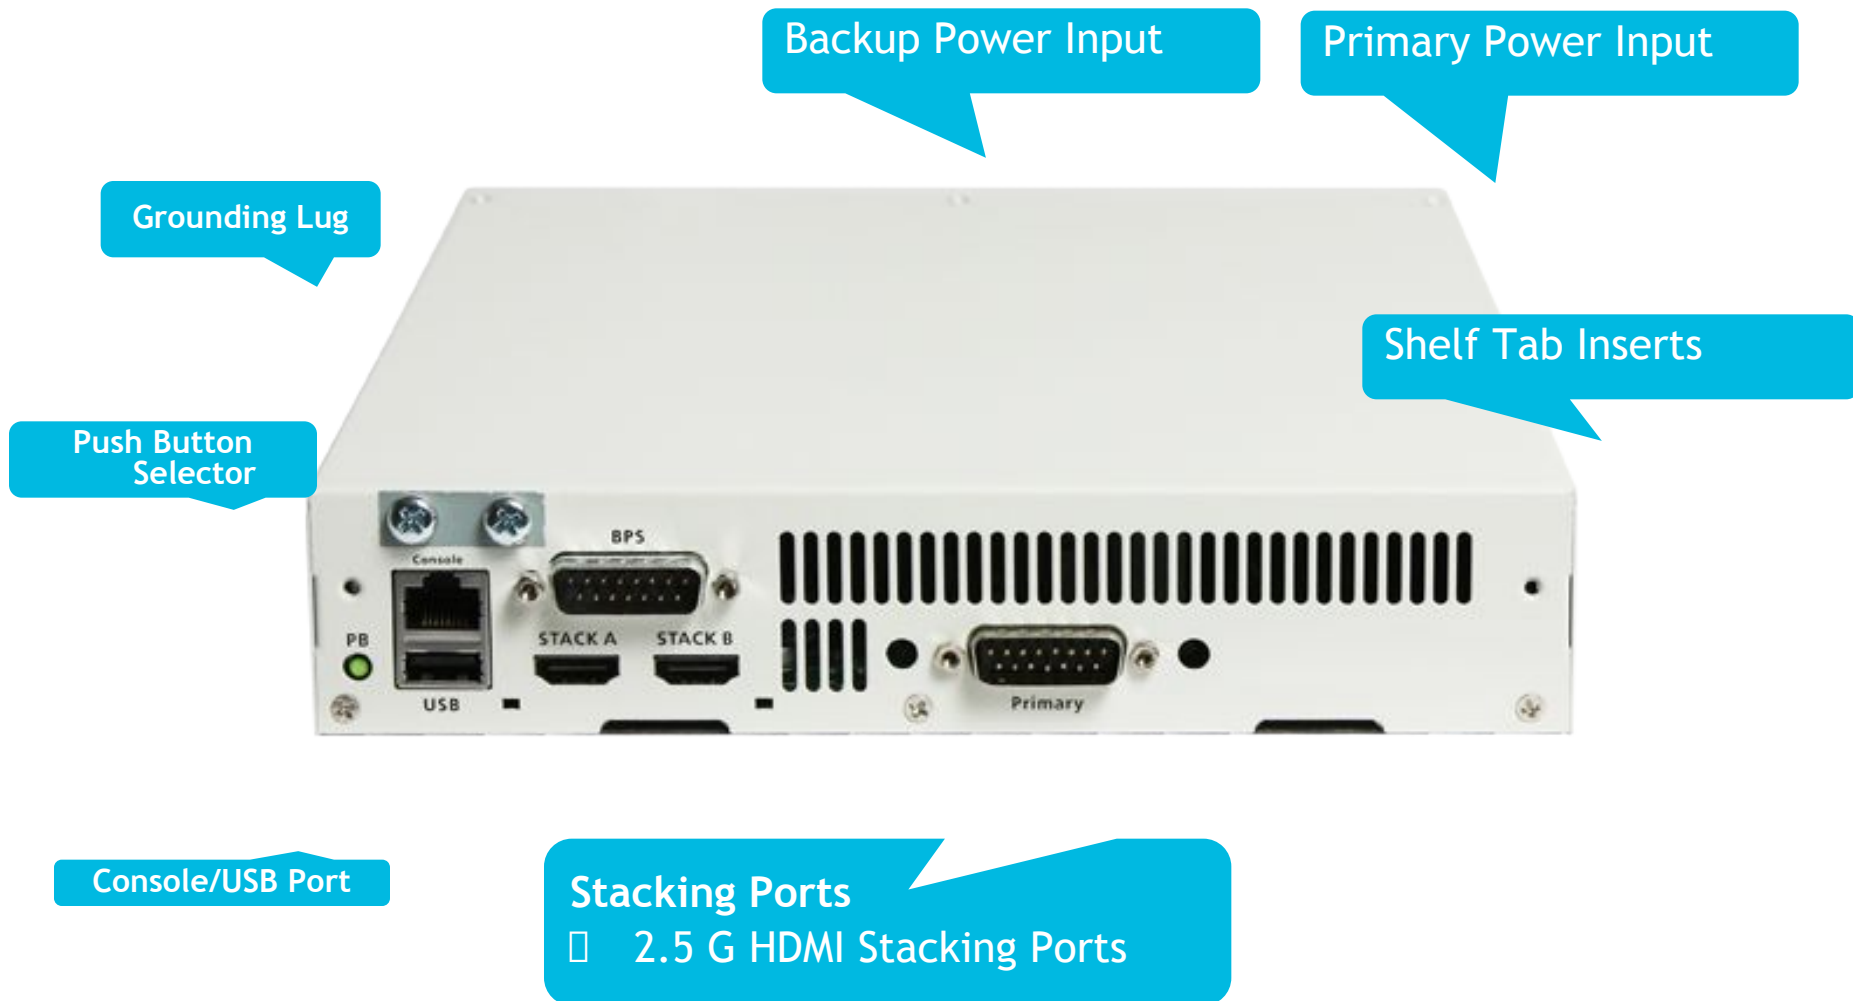 Backup Power Input
Primary Power Input
Grounding Lug
Shelf Tab Inserts
Push Button
Selector
BPS
Console
PB
STACK A
STACK B
USB
Primary
Console/USB Port
Stacking Ports
2.5 G HDMI Stacking Ports